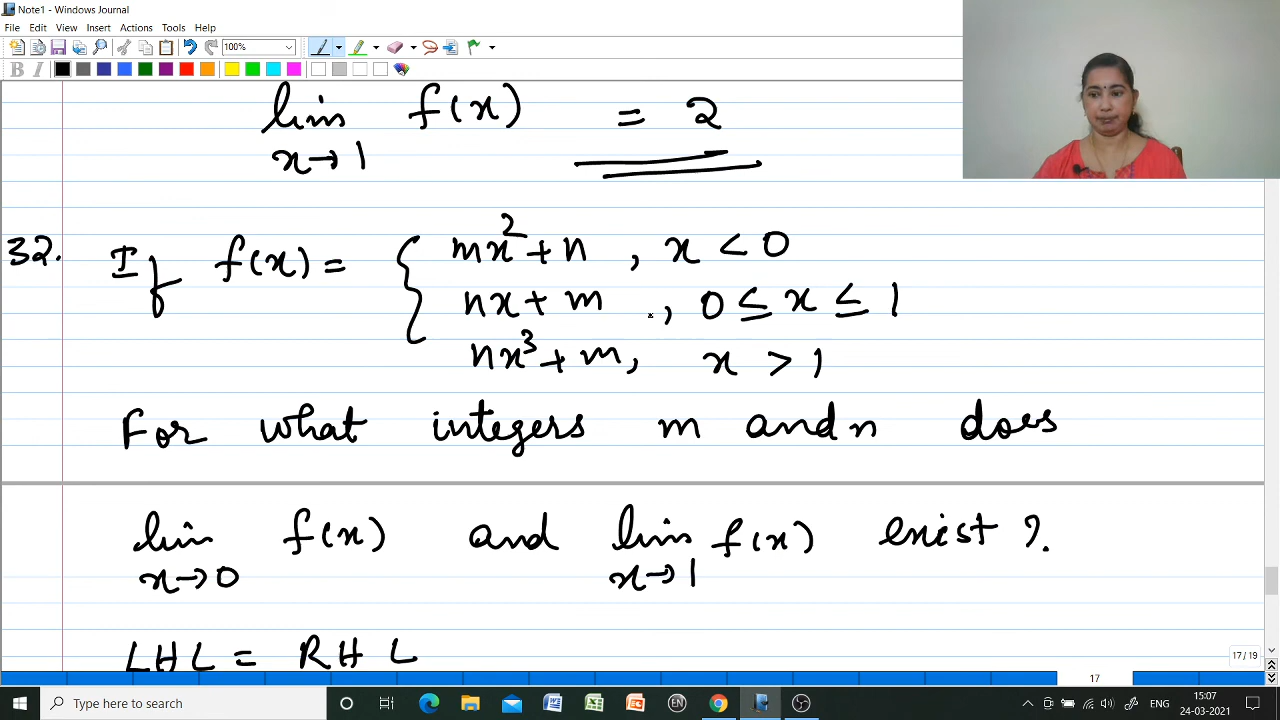 Note1 - Windows Journal
File Edit View Insert Actions Tools Help
100%
B I
lim f(x) = 2
x→1
32. If f(x) = { mx²+n , x < 0
nx + m , 0 ≤ x ≤ 1
nx³+m, x > 1
For what integers m and n does
lim f(x) and lim f(x) exist ?.
x→0 x→1
LHL = RHL
17 / 19
17
Type here to search
ENG
15:07
24-03-2021